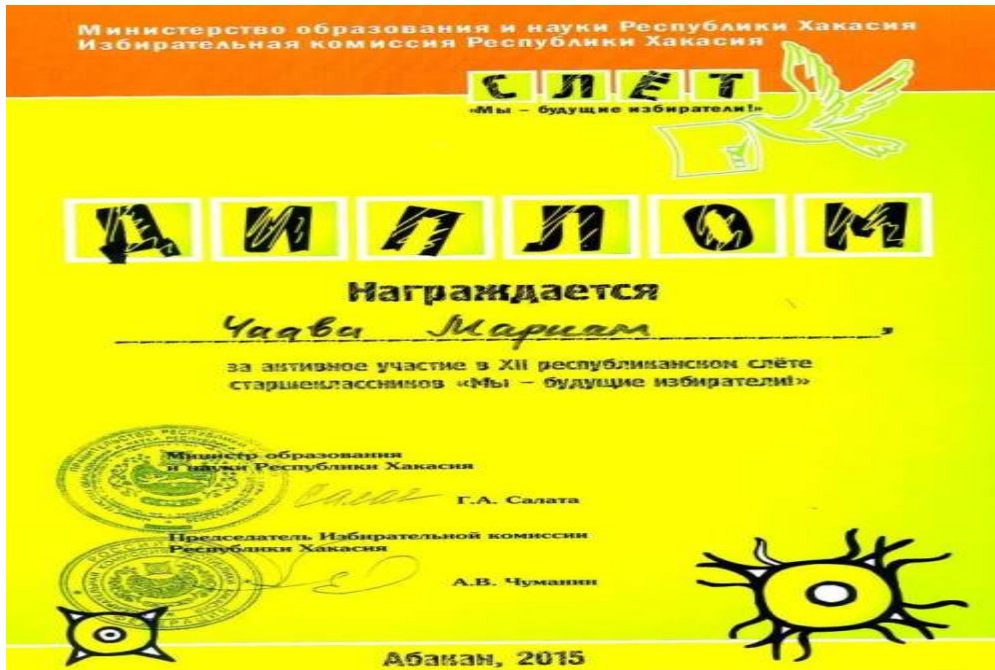 Министерство образования и науки Республики Хакасия
Избирательная комиссия Республики Хакасия
СЛЁТ
«Мы – будущие избиратели!»
ДИПЛОМ
Награждается
Чадви Мариам,
за активное участие в XII республиканском слёте
старшеклассников «Мы – будущие избиратели!»
Министр образования
и науки Республики Хакасия
Г.А. Салата
Председатель Избирательной комиссии
Республики Хакасия
А.В. Чуманин
Абакан, 2015